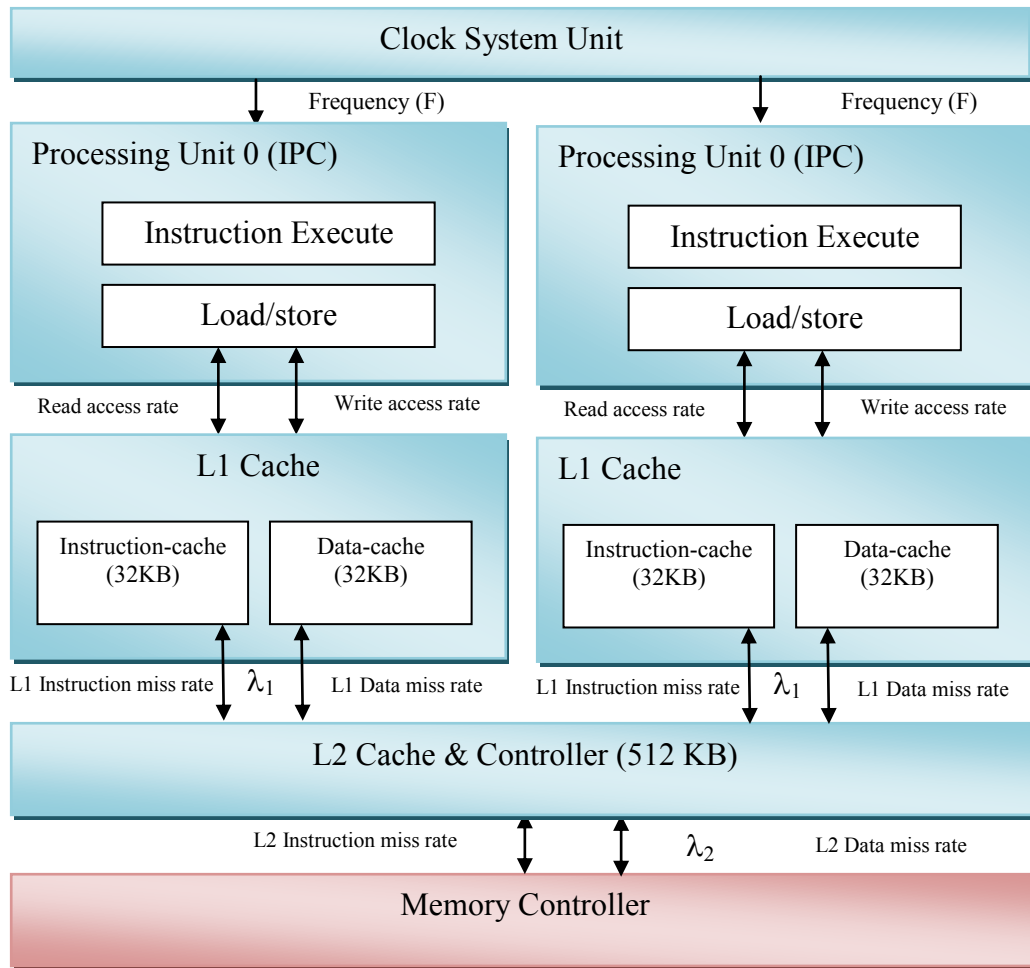 Clock System Unit
Frequency (F)
Frequency (F)
Processing Unit 0 (IPC)
Instruction Execute
Load/store
Read access rate
Write access rate
Processing Unit 0 (IPC)
Instruction Execute
Load/store
Read access rate
Write access rate
L1 Cache
Instruction-cache
(32KB)
Data-cache
(32KB)
L1 Instruction miss rate
λ1
L1 Data miss rate
L1 Cache
Instruction-cache
(32KB)
Data-cache
(32KB)
L1 Instruction miss rate
λ1
L1 Data miss rate
L2 Cache & Controller (512 KB)
L2 Instruction miss rate
λ2
L2 Data miss rate
Memory Controller